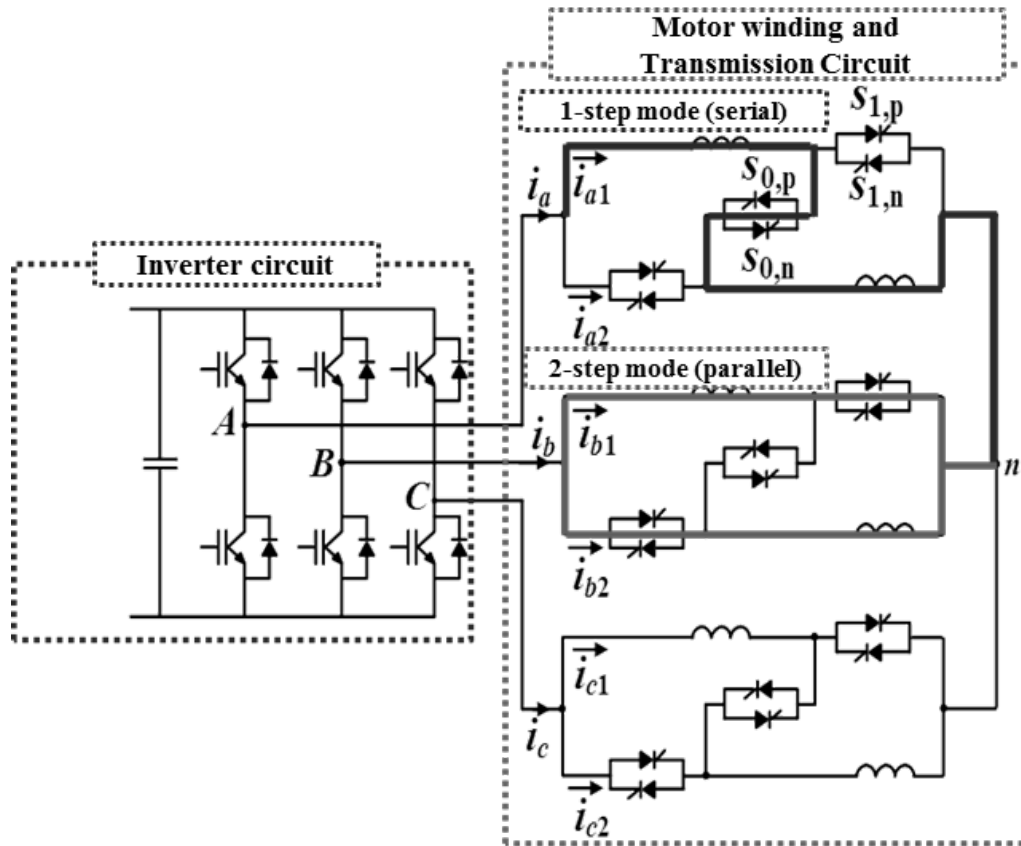 Motor winding and
Transmission Circuit
1-step mode (serial)
s1,p
ia
ia1
s0,p
s1,n
Inverter circuit
s0,n
ia2
2-step mode (parallel)
A
ib
ib1
B
n
C
ib2
ic1
ic
ic2